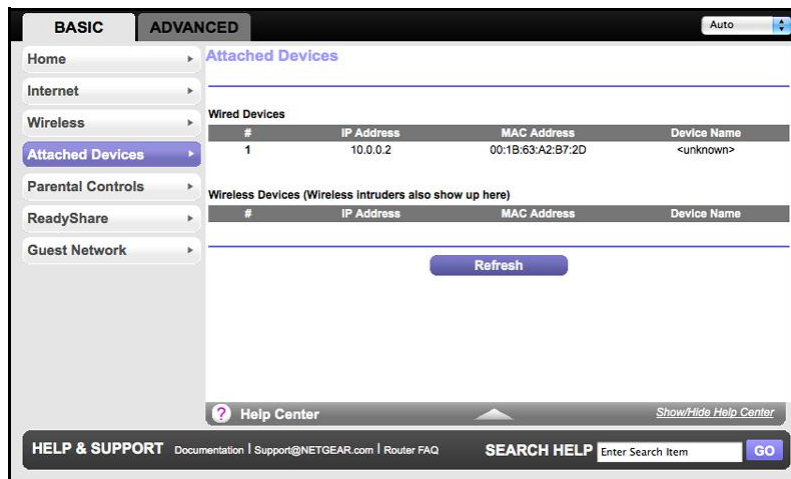 BASIC
ADVANCED
Auto
Home
Internet
Wireless
Attached Devices
Parental Controls
ReadyShare
Guest Network
Attached Devices
Wired Devices
# IP Address MAC Address Device Name
1 10.0.0.2 00:1B:63:A2:B7:2D <unknown>
Wireless Devices (Wireless intruders also show up here)
# IP Address MAC Address Device Name
Refresh
? Help Center
Show/Hide Help Center
HELP & SUPPORT Documentation | Support@NETGEAR.com | Router FAQ
SEARCH HELP Enter Search Item GO